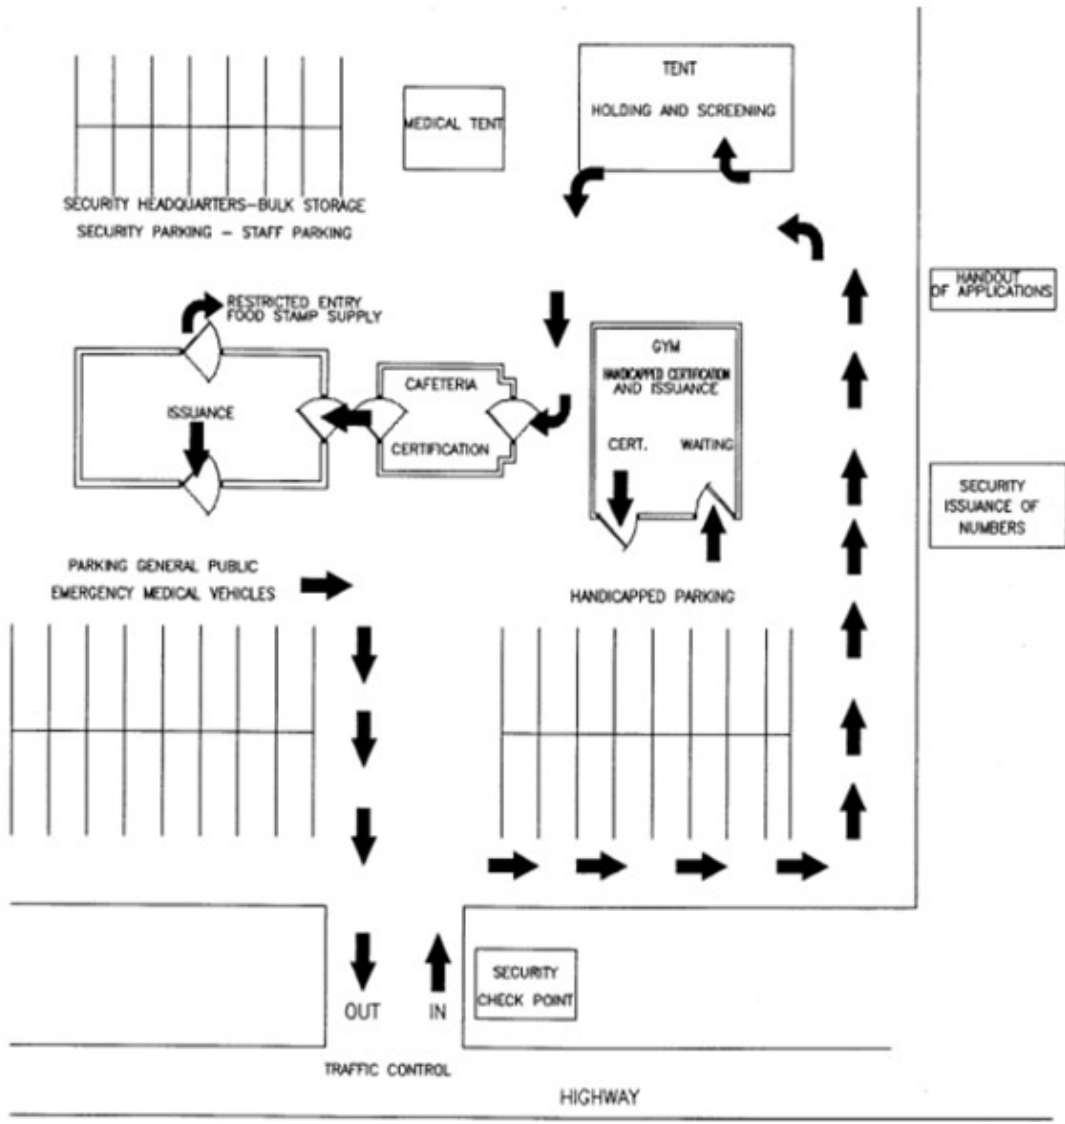 TENT
HOLDING AND SCREENING
MEDICAL TENT
SECURITY HEADQUARTERS-BULK STORAGE
SECURITY PARKING - STAFF PARKING
HANDOUT
OF APPLICATIONS
RESTRICTED ENTRY
FOOD STAMP SUPPLY
GYM
HANDICAPPED CERTIFICATION
AND ISSUANCE
CERT.
WAITING
CAFETERIA
CERTIFICATION
ISSUANCE
SECURITY
ISSUANCE OF
NUMBERS
PARKING GENERAL PUBLIC
EMERGENCY MEDICAL VEHICLES
HANDICAPPED PARKING
SECURITY
CHECK POINT
OUT
IN
TRAFFIC CONTROL
HIGHWAY